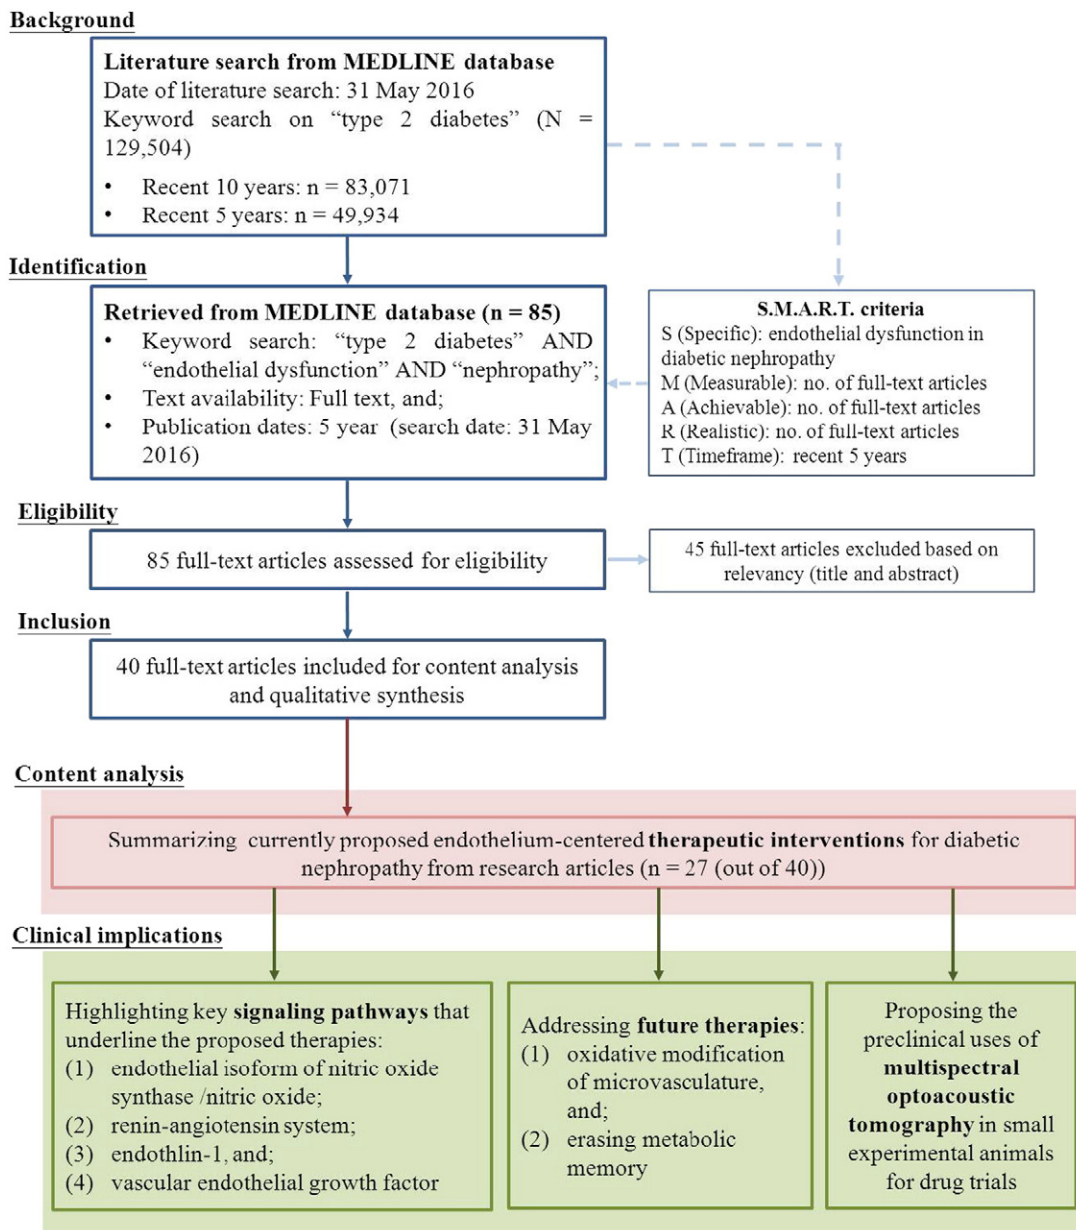 Background
Literature search from MEDLINE database
Date of literature search: 31 May 2016
Keyword search on “type 2 diabetes” (N =
129,504)
• Recent 10 years: n = 83,071
• Recent 5 years: n = 49,934
Identification
Retrieved from MEDLINE database (n = 85)
• Keyword search: “type 2 diabetes” AND
“endothelial dysfunction” AND “nephropathy”;
• Text availability: Full text, and;
• Publication dates: 5 year (search date: 31 May
2016)
S.M.A.R.T. criteria
S (Specific): endothelial dysfunction in
diabetic nephropathy
M (Measurable): no. of full-text articles
A (Achievable): no. of full-text articles
R (Realistic): no. of full-text articles
T (Timeframe): recent 5 years
Eligibility
85 full-text articles assessed for eligibility
45 full-text articles excluded based on
relevancy (title and abstract)
Inclusion
40 full-text articles included for content analysis
and qualitative synthesis
Content analysis
Summarizing currently proposed endothelium-centered therapeutic interventions for diabetic
nephropathy from research articles (n = 27 (out of 40))
Clinical implications
Highlighting key signaling pathways that
underline the proposed therapies:
(1) endothelial isoform of nitric oxide
synthase /nitric oxide;
(2) renin-angiotensin system;
(3) endothlin-1, and;
(4) vascular endothelial growth factor
Addressing future therapies:
(1) oxidative modification
of microvasculature,
and;
(2) erasing metabolic
memory
Proposing the
preclinical uses of
multispectral
optoacoustic
tomography in small
experimental animals
for drug trials